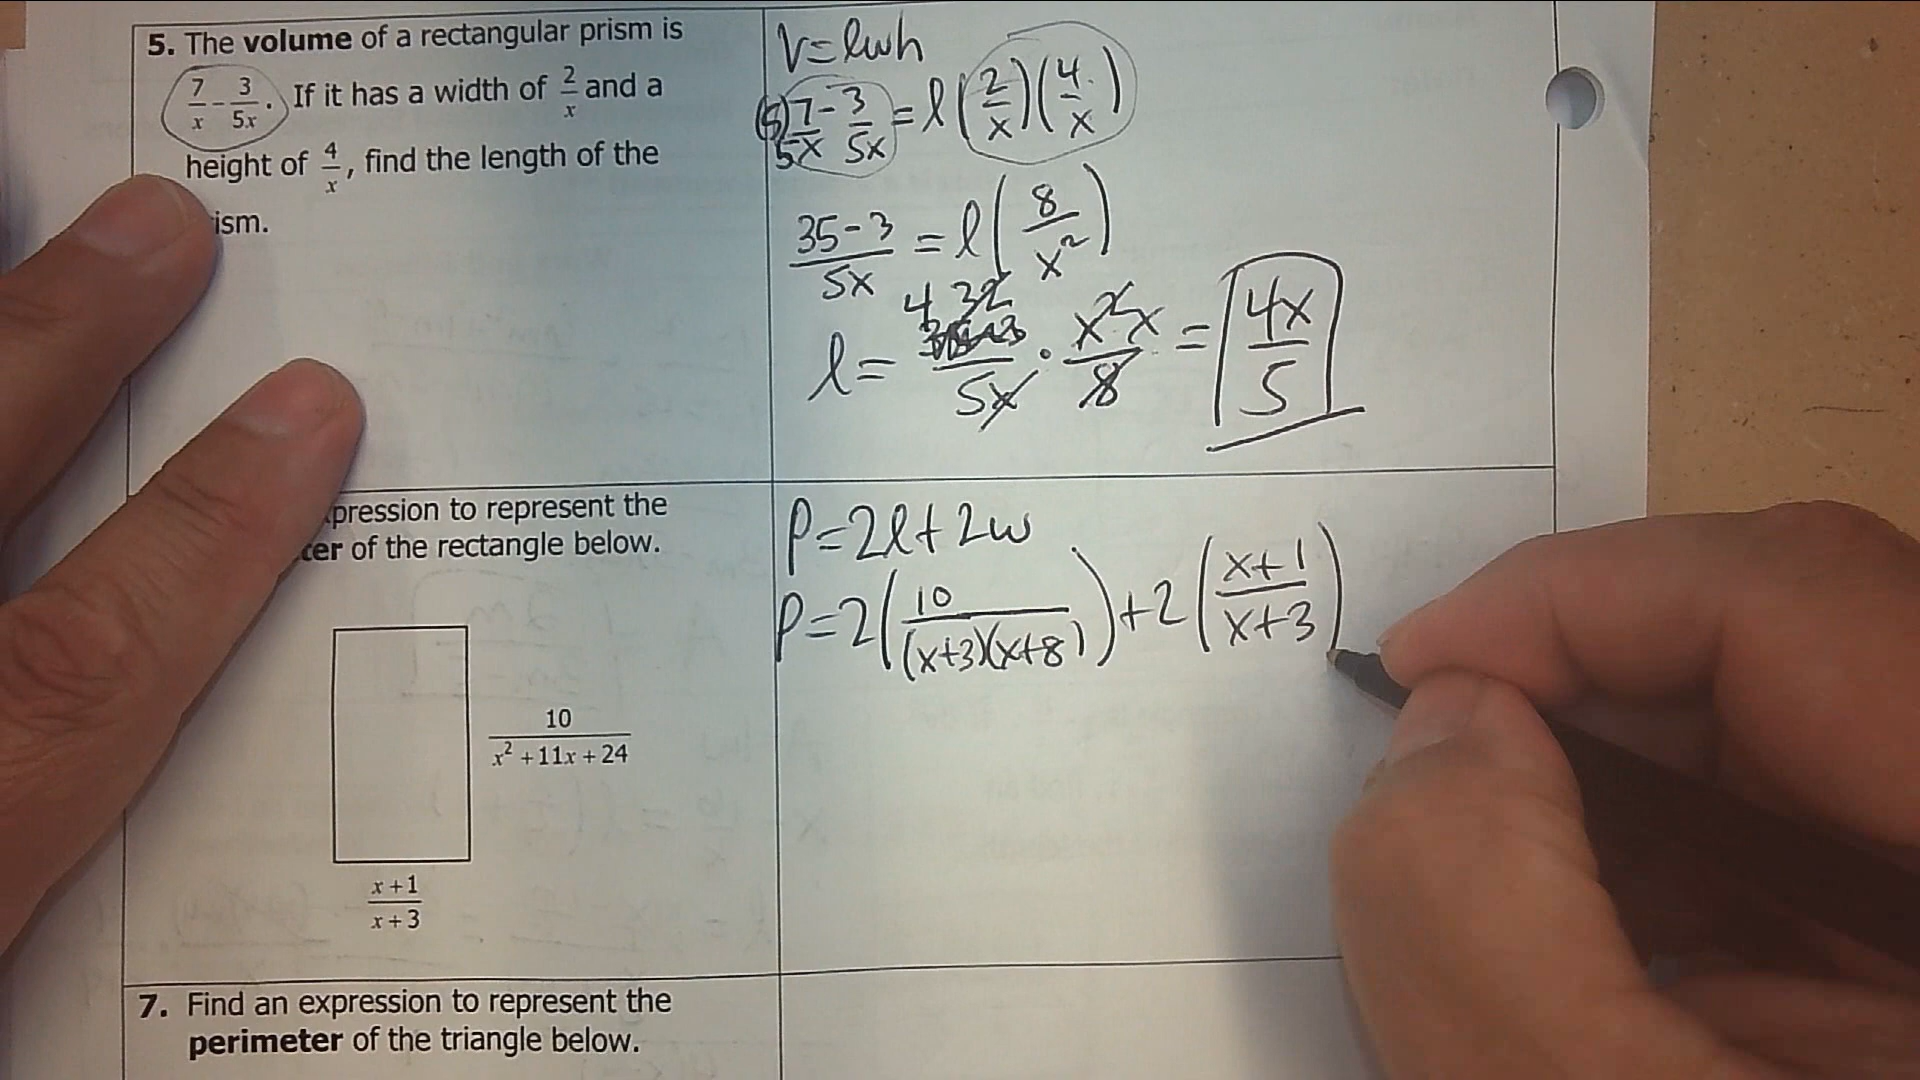 5. The volume of a rectangular prism is
7/x - 3/5x. If it has a width of 2/x and a
height of 4/x, find the length of the
ism.
V=lwh
(5)7/5x - 3/5x = l(2/x)(4/x)
35-3/5x = l(8/x²)
4 32
l = /5x · x² x/8 = 4x/5
pression to represent the
ter of the rectangle below.
10/x² + 11x + 24
x + 1/x + 3
P=2l+2w
P=2(10/(x+3)(x+8))+2(x+1/x+3)
7. Find an expression to represent the
perimeter of the triangle below.